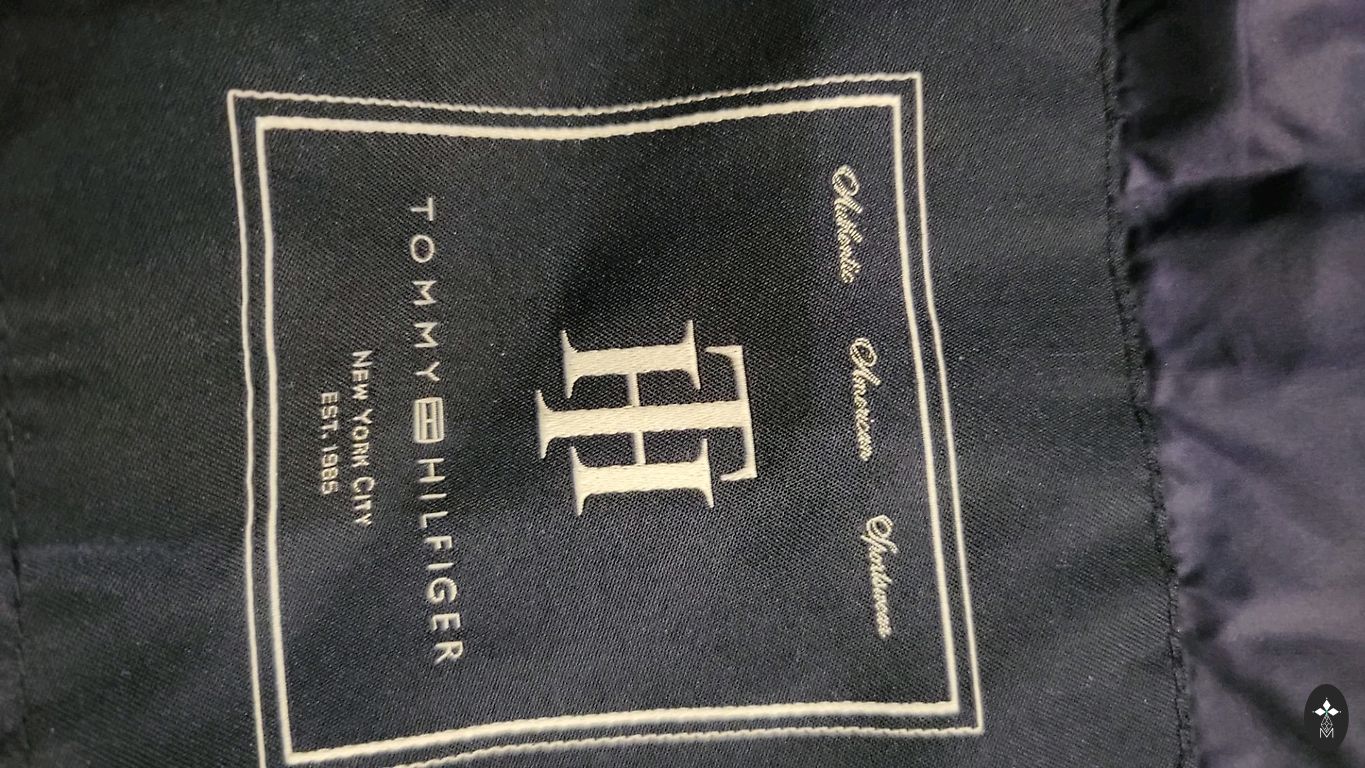 Authentic American Sportswear
TH
TOMMY HILFIGER
NEW YORK CITY
EST. 1985
M